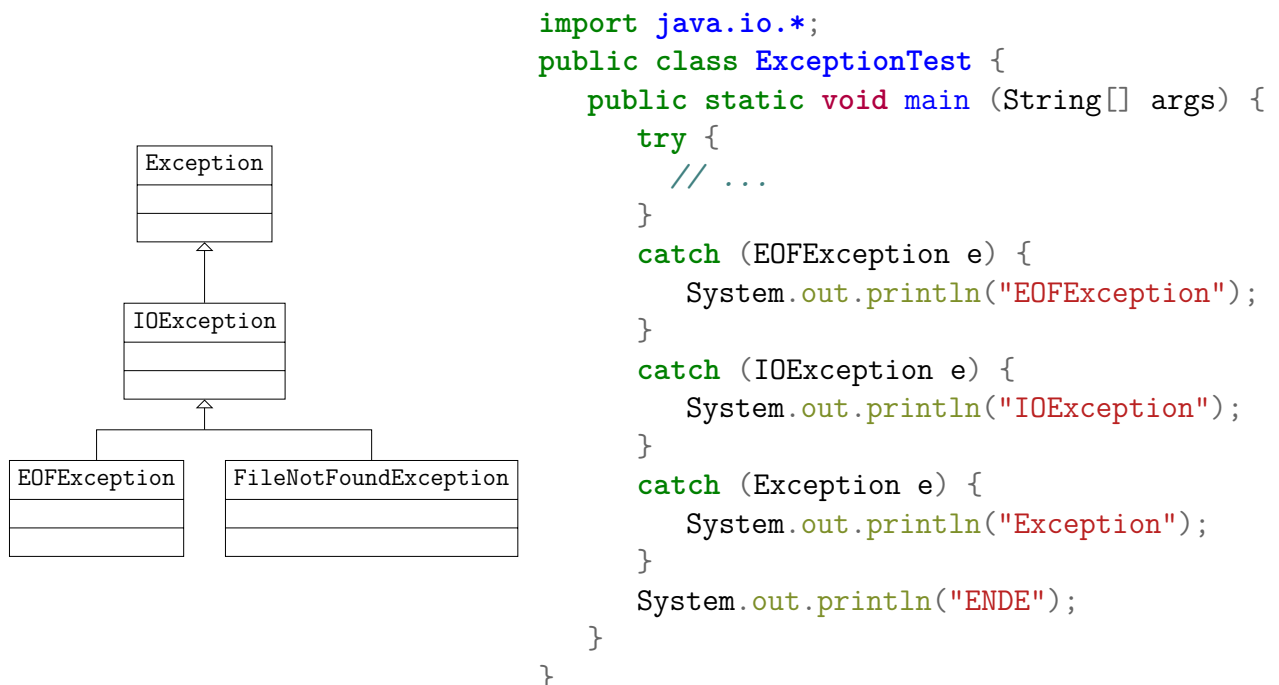 Exception
IOException
EOFException
FileNotFoundException
import java.io.*;
public class ExceptionTest {
   public static void main (String[] args) {
      try {
        // ...
      }
      catch (EOFException e) {
         System.out.println("EOFException");
      }
      catch (IOException e) {
         System.out.println("IOException");
      }
      catch (Exception e) {
         System.out.println("Exception");
      }
      System.out.println("ENDE");
   }
}